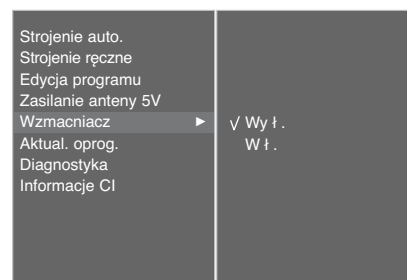 Strojenie auto.
Strojenie ręczne
Edycja programu
Zasilanie anteny 5V
Wzmacniacz ►
Aktual. oprog.
Diagnostyka
Informacje CI
√ Wy ł .
W ł .